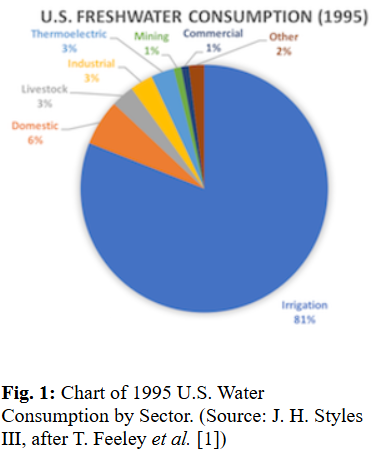 U.S. FRESHWATER CONSUMPTION (1995)
Thermoelectric
3%
Mining
1%
Commercial
1%
Other
2%
Industrial
3%
Livestock
3%
Domestic
6%
Irrigation
81%
Fig. 1: Chart of 1995 U.S. Water
Consumption by Sector. (Source: J. H. Styles
III, after T. Feeley et al. [1])